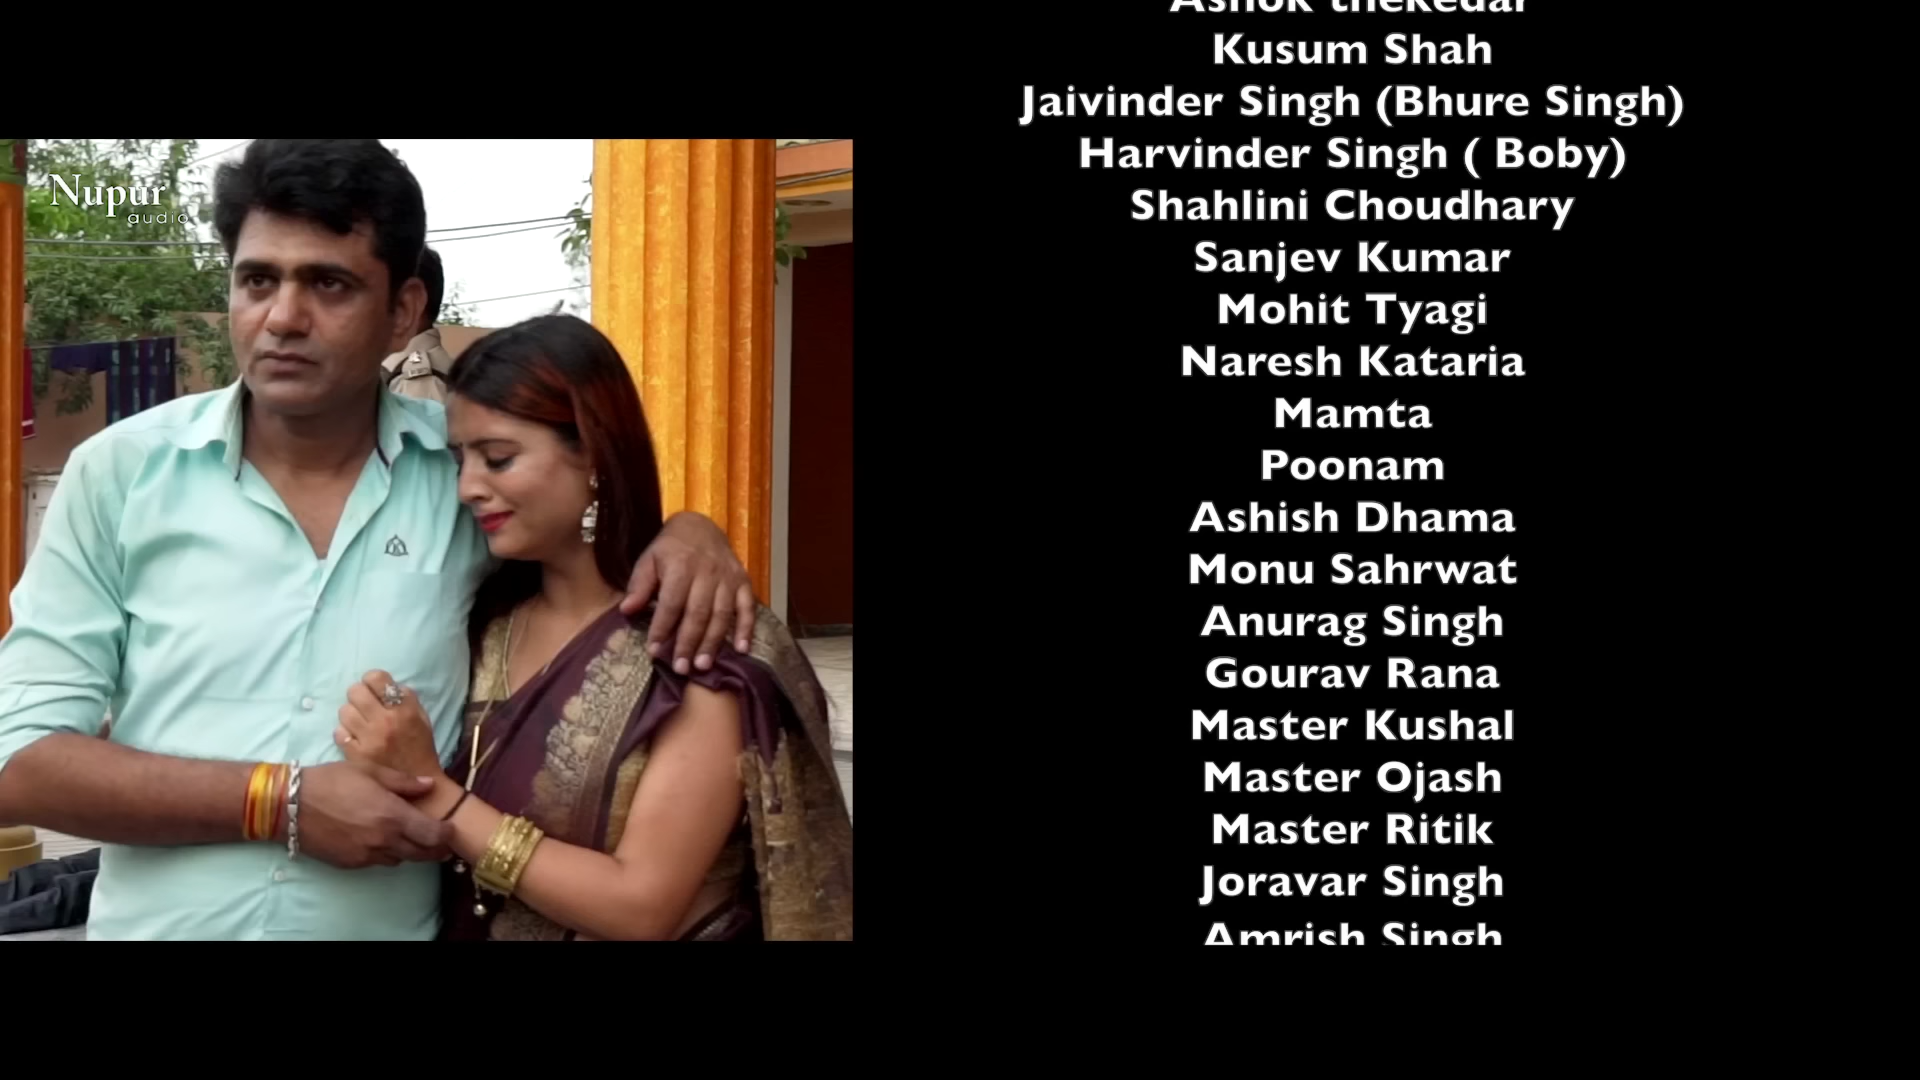 Nupur
audio
Ashok thekedar
Kusum Shah
Jaivinder Singh (Bhure Singh)
Harvinder Singh ( Boby)
Shahlini Choudhary
Sanjev Kumar
Mohit Tyagi
Naresh Kataria
Mamta
Poonam
Ashish Dhama
Monu Sahrwat
Anurag Singh
Gourav Rana
Master Kushal
Master Ojash
Master Ritik
Joravar Singh
Amrish Singh